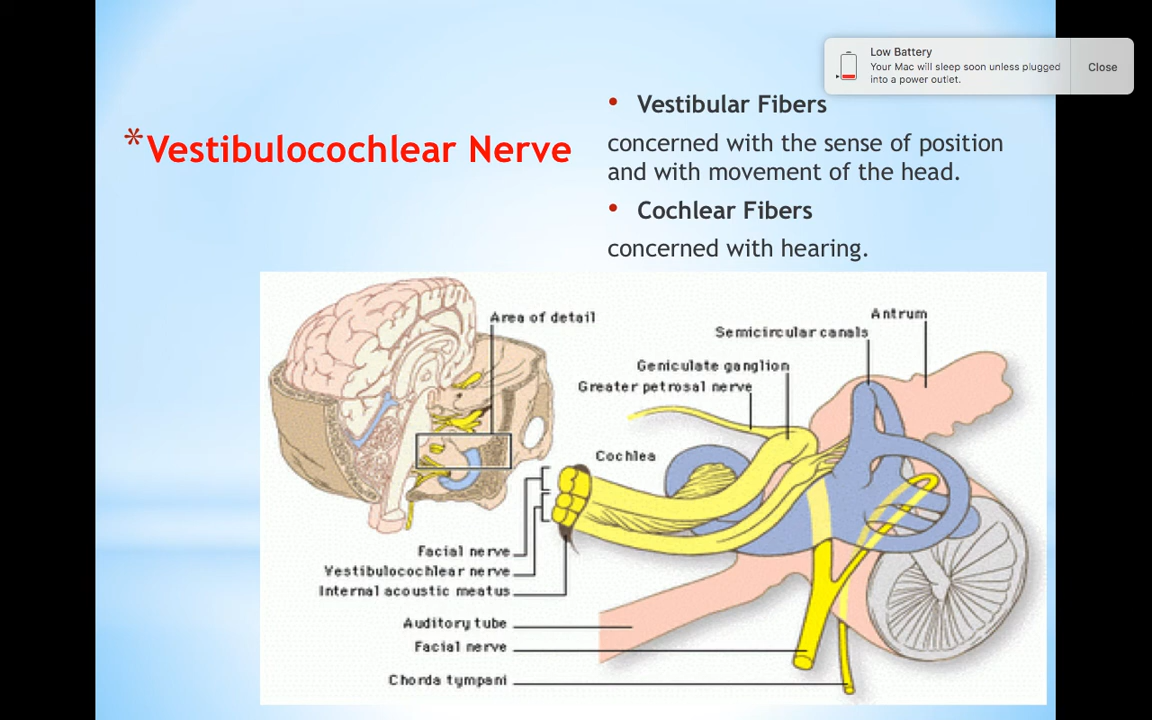 Low Battery
Your Mac will sleep soon unless plugged
into a power outlet.
Close
* Vestibulocochlear Nerve
• Vestibular Fibers
concerned with the sense of position
and with movement of the head.
• Cochlear Fibers
concerned with hearing.
Area of detail
Antrum
Semicircular canals
Geniculate ganglion
Greater petrosal nerve
Cochlea
Facial nerve
Vestibulocochlear nerve
Internal acoustic meatus
Auditory tube
Facial nerve
Chorda tympani